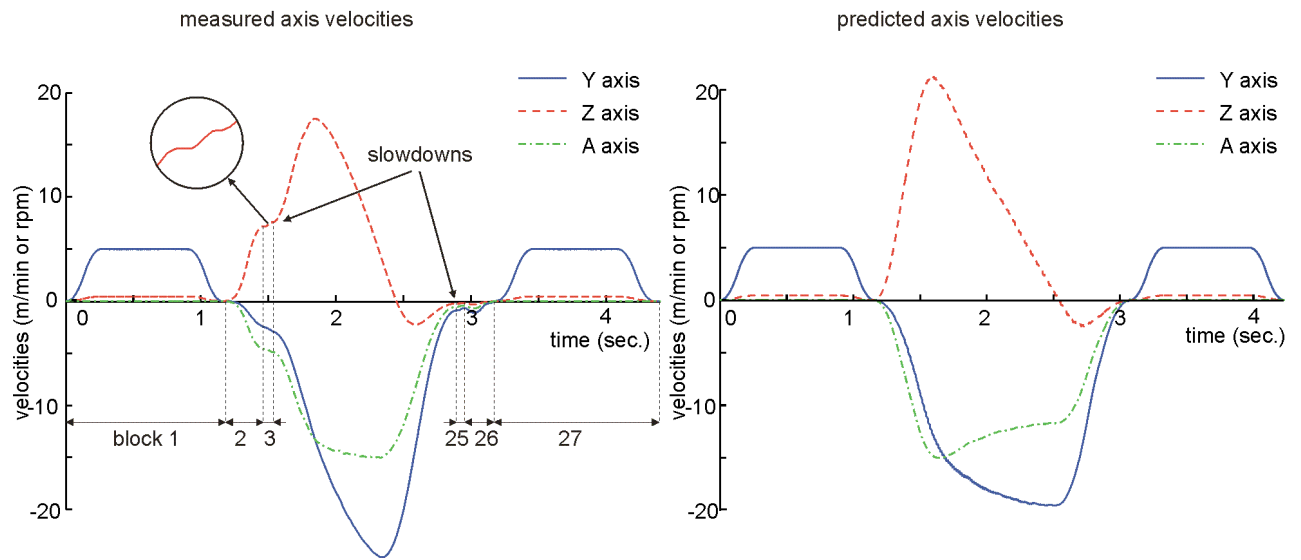 measured axis velocities
velocities (m/min or rpm)
20
10
0
-10
-20
Y axis
Z axis
A axis
slowdowns
0
1
2
3
4
time (sec.)
block 1
2
3
25
26
27
predicted axis velocities
velocities (m/min or rpm)
20
10
0
-10
-20
Y axis
Z axis
A axis
0
1
2
3
4
time (sec.)